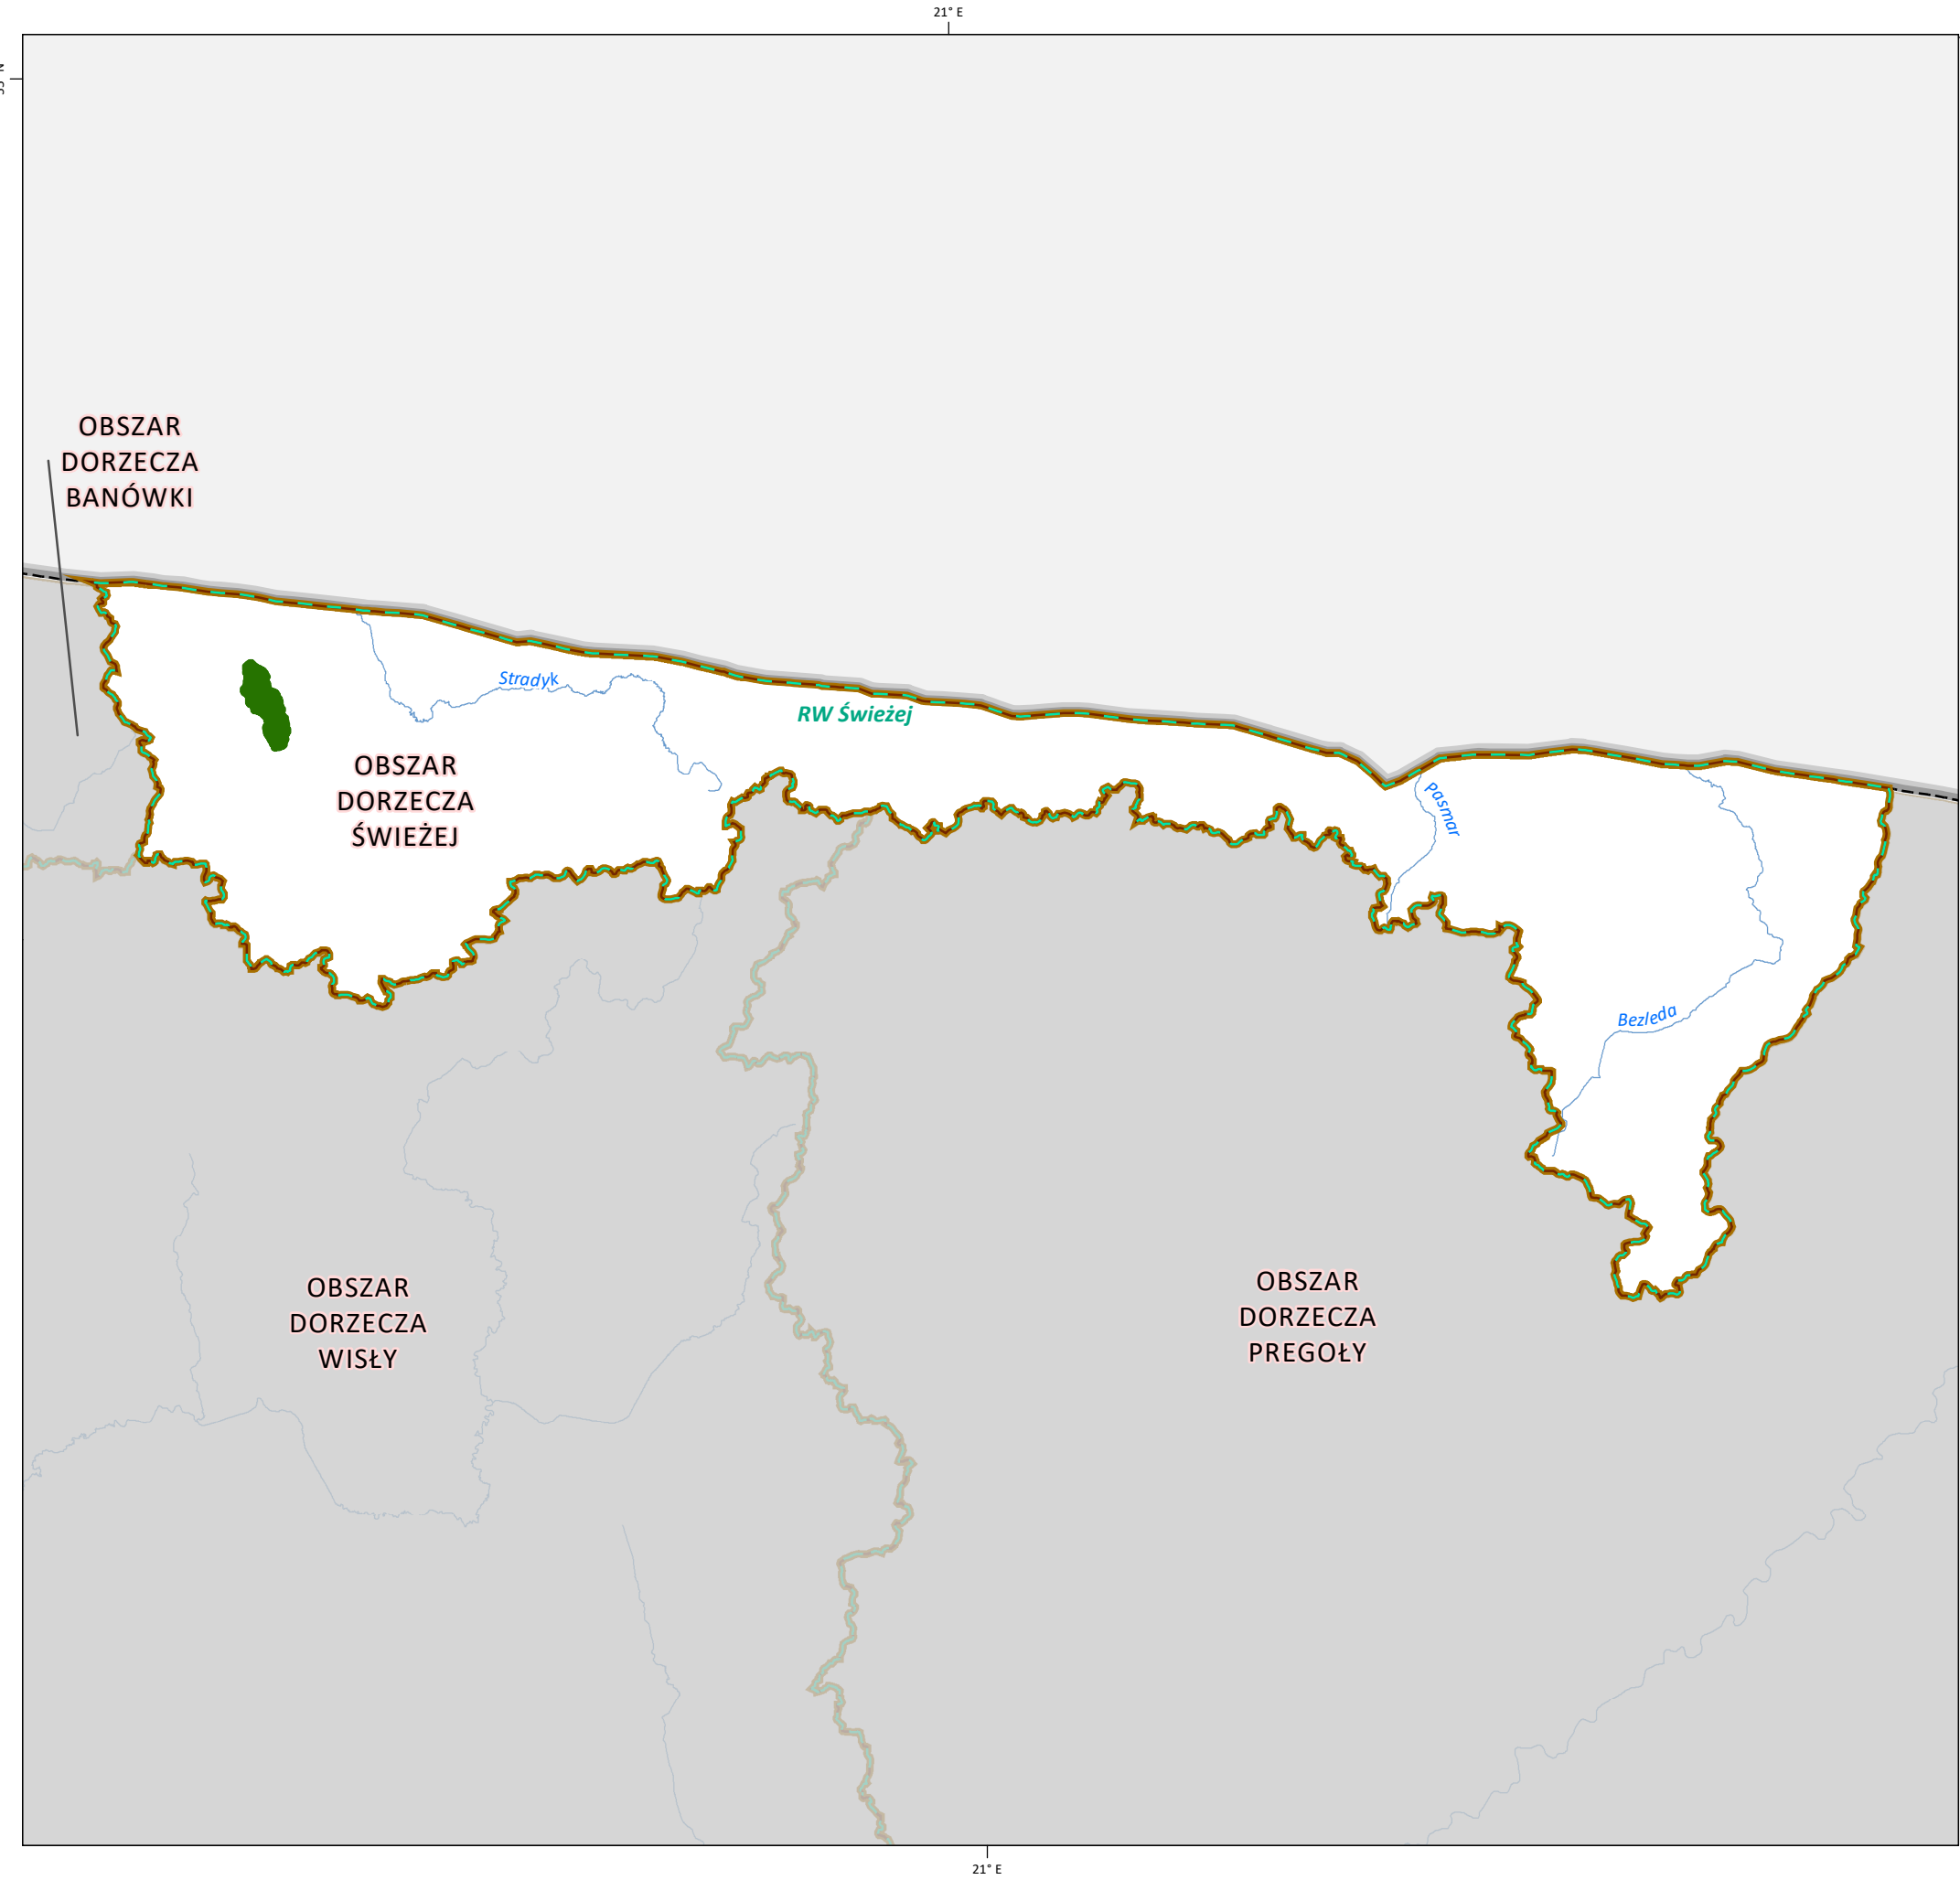 21° E
OBSZAR
DORZECZA
BANÓWKI
Stradyk
RW Świeżej
OBSZAR
DORZECZA
ŚWIEŻEJ
Pasmar
Bezleda
OBSZAR
DORZECZA
WISŁY
OBSZAR
DORZECZA
PREGOŁY
21° E